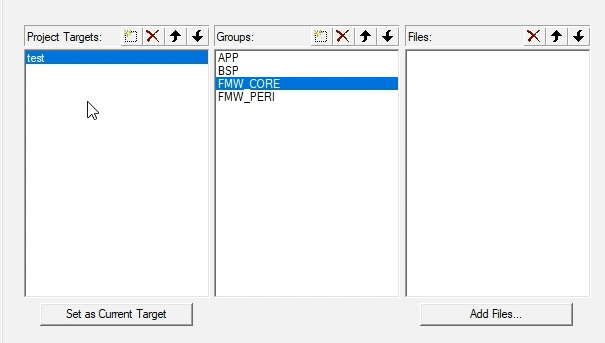 Project Targets:
Groups:
Files:
test
APP
BSP
FMW_CORE
FMW_PERI
Set as Current Target
Add Files...